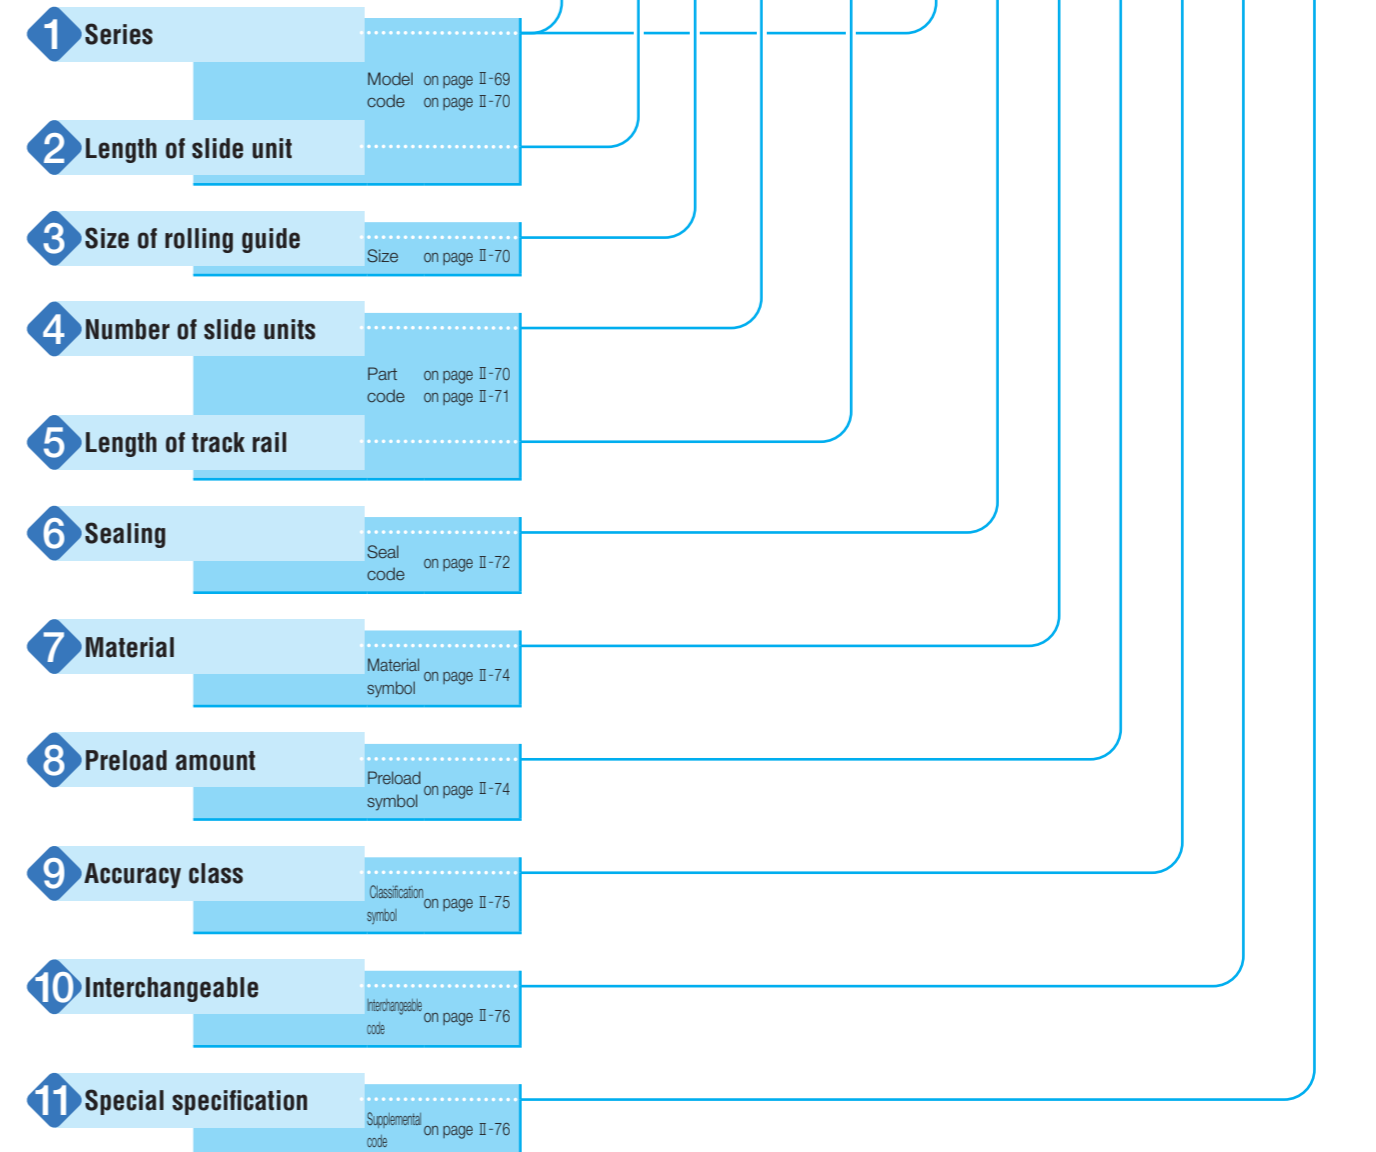 1 Series
Model on page Ⅱ-69
code on page Ⅱ-70
2 Length of slide unit
3 Size of rolling guide
Size on page Ⅱ-70
4 Number of slide units
Part on page Ⅱ-70
code on page Ⅱ-71
5 Length of track rail
6 Sealing
Seal
code on page Ⅱ-72
7 Material
Material
symbol on page Ⅱ-74
8 Preload amount
Preload
symbol on page Ⅱ-74
9 Accuracy class
Classification
symbol on page Ⅱ-75
10 Interchangeable
Interchangeable
code on page Ⅱ-76
11 Special specification
Supplemental
code on page Ⅱ-76